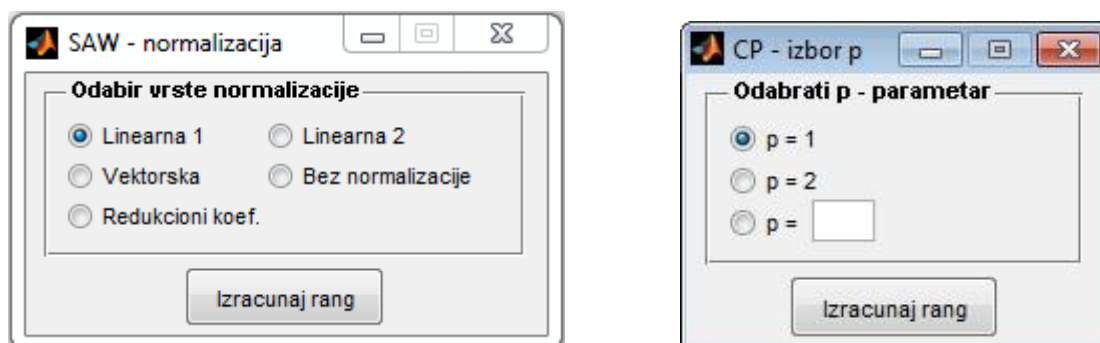 SAW - normalizacija
Odabir vrste normalizacije
Linearna 1
Linearna 2
Vektorska
Bez normalizacije
Redukcioni koef.
Izracunaj rang
CP - izbor p
Odabrati p - parametar
p = 1
p = 2
p =
Izracunaj rang